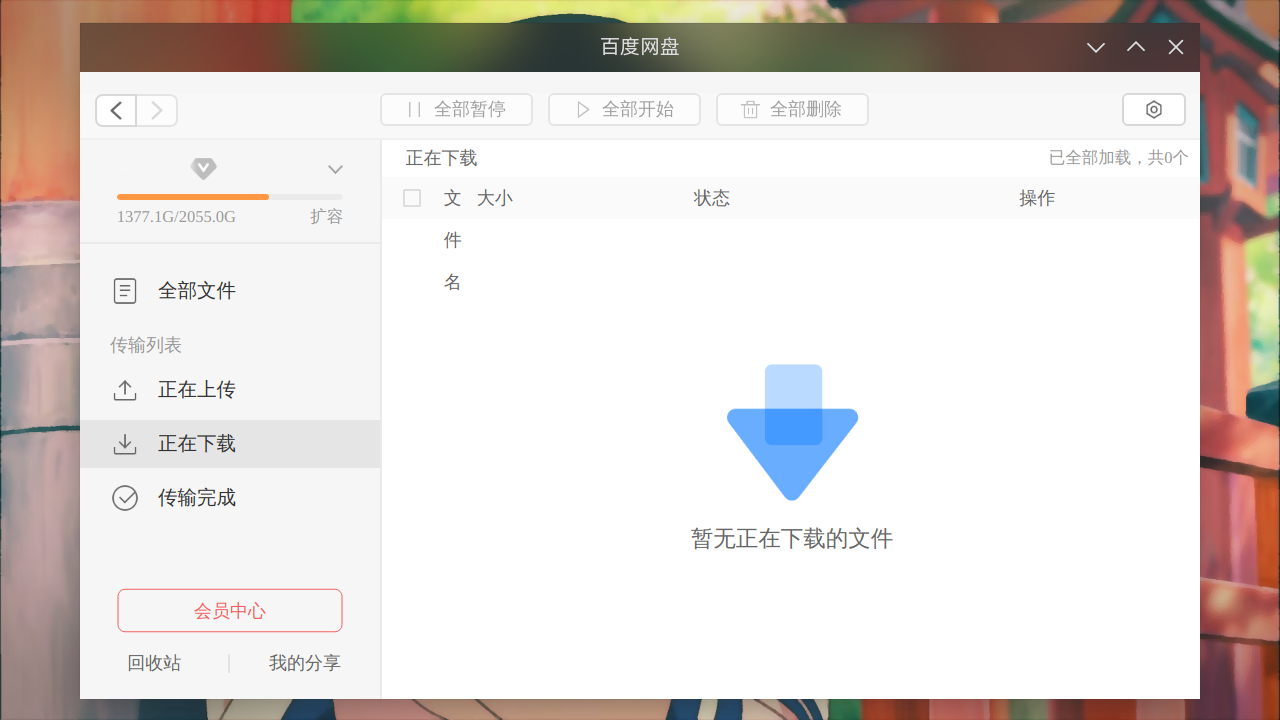 百度网盘
全部暂停
全部开始
全部删除
1377.1G/2055.0G
扩容
全部文件
传输列表
正在上传
正在下载
传输完成
会员中心
回收站
我的分享
正在下载
已全部加载，共0个
文件名
大小
状态
操作
暂无正在下载的文件